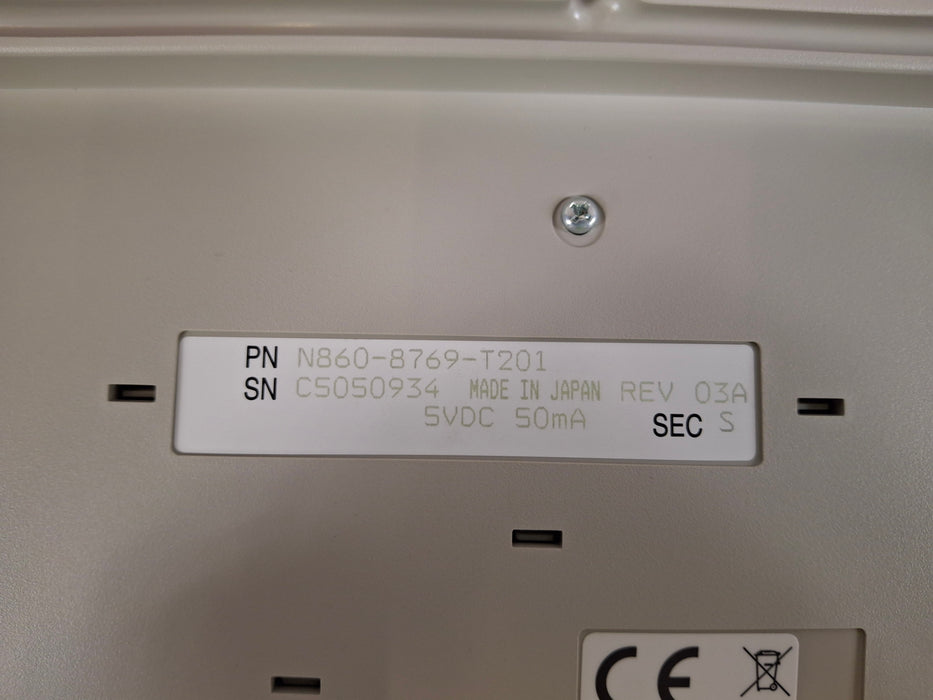 PN N860-8769-T201
SN C5050934 MADE IN JAPAN REV 03A
5VDC 50mA SEC S
CE